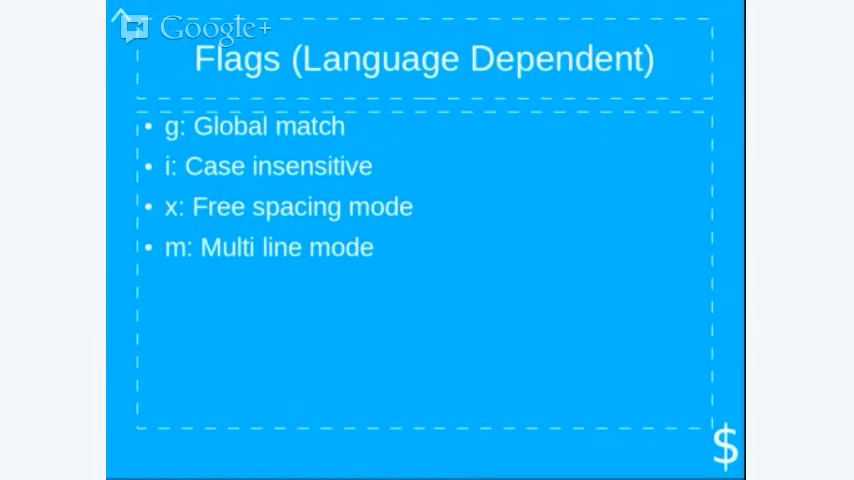 ^
Google+
Flags (Language Dependent)
• g: Global match
• i: Case insensitive
• x: Free spacing mode
• m: Multi line mode
$